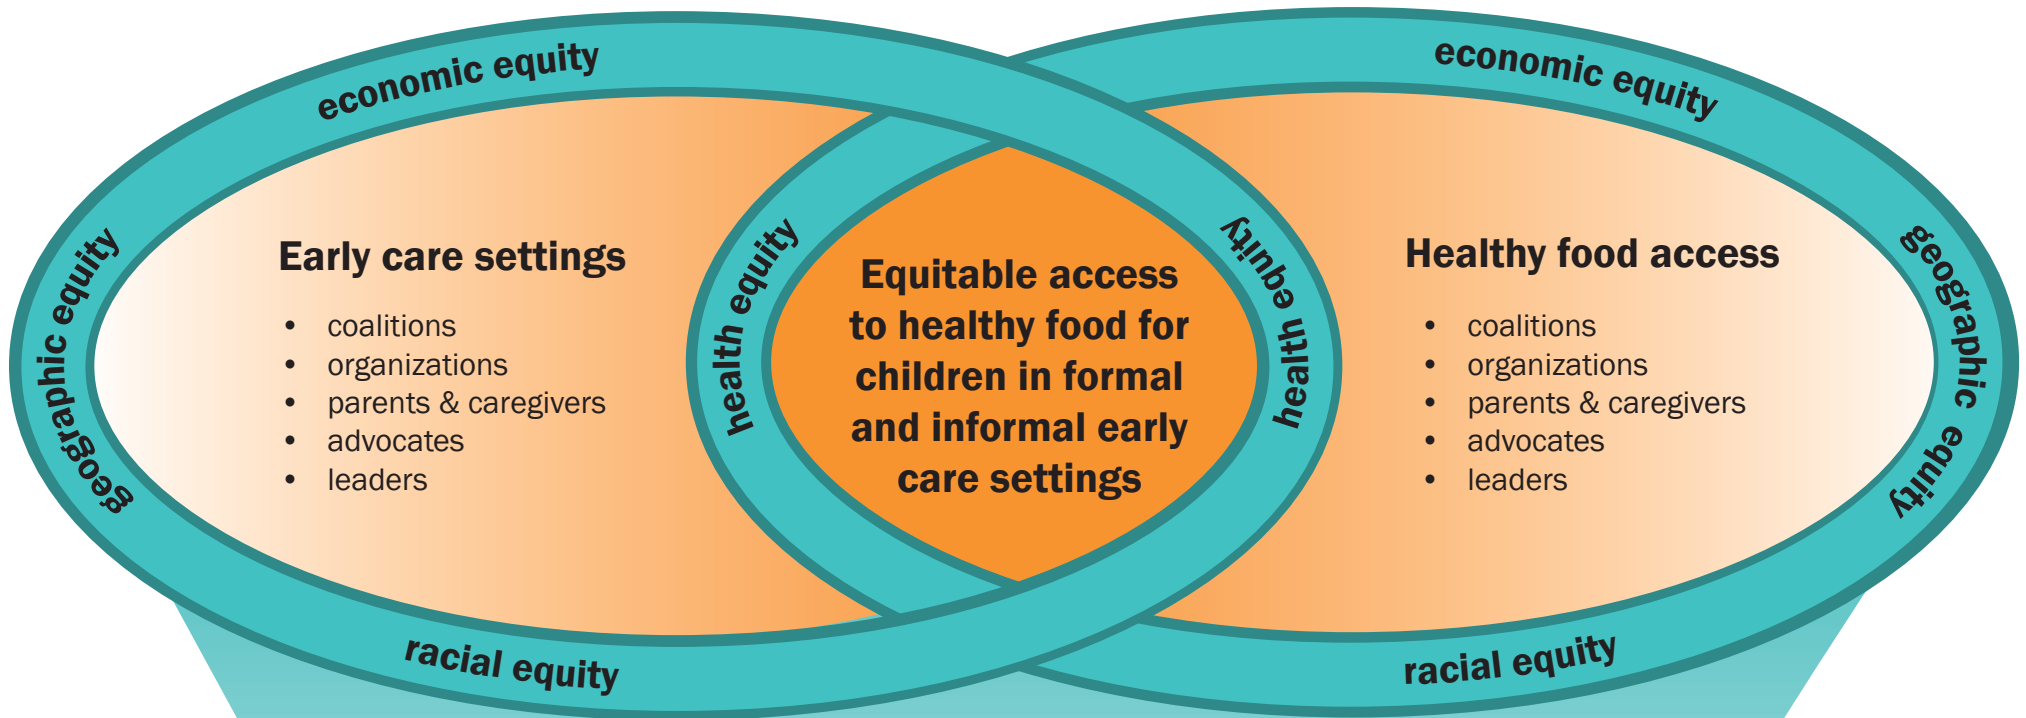 economic equity
geographic equity
Early care settings
• coalitions
• organizations
• parents & caregivers
• advocates
• leaders
racial equity
health equity
Equitable access
to healthy food for
children in formal
and informal early
care settings
health equity
economic equity
Healthy food access
• coalitions
• organizations
• parents & caregivers
• advocates
• leaders
geographic equity
racial equity